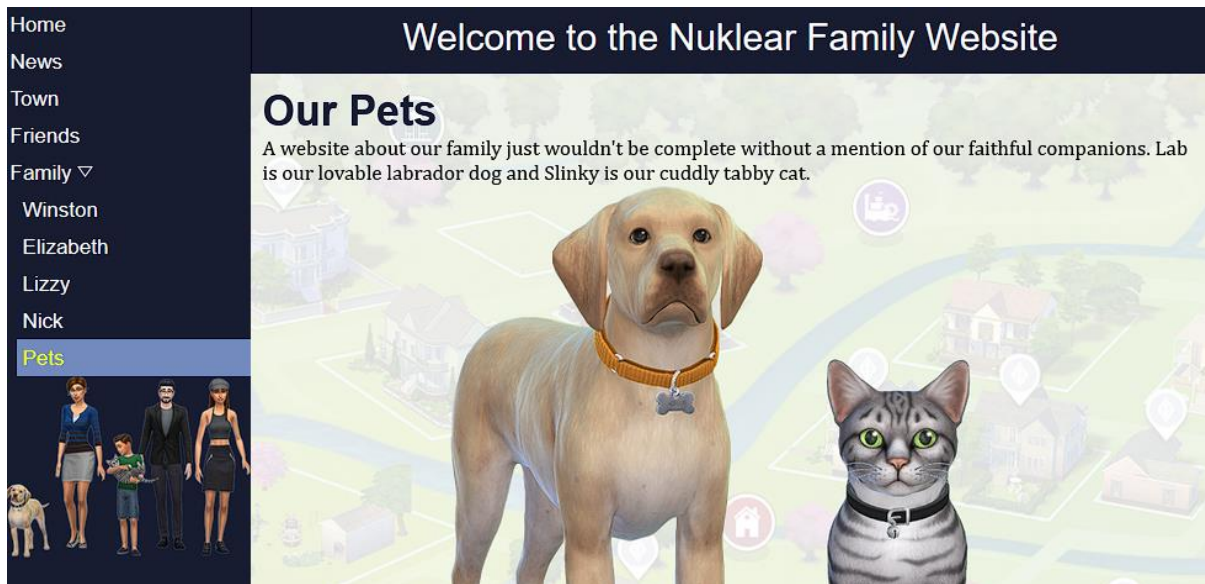 Home
News
Town
Friends
Family ▽
Winston
Elizabeth
Lizzy
Nick
Pets
Welcome to the Nuklear Family Website
Our Pets
A website about our family just wouldn't be complete without a mention of our faithful companions. Lab
is our lovable labrador dog and Slinky is our cuddly tabby cat.